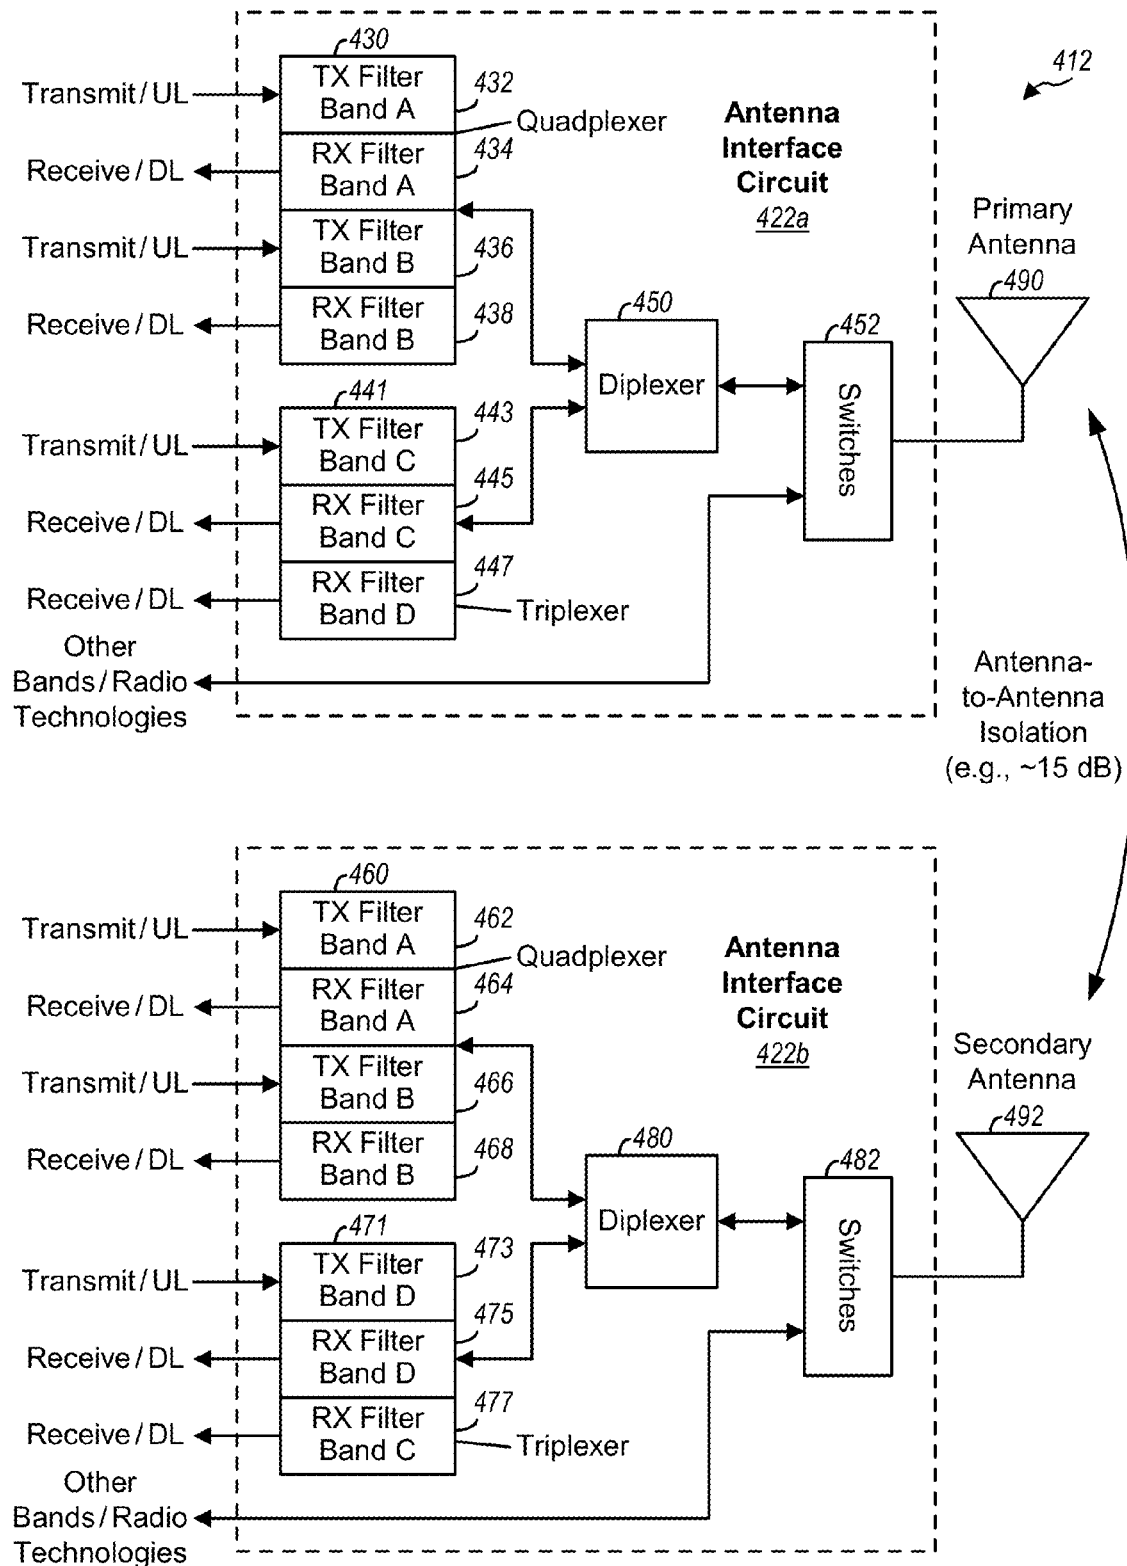 430
412
Transmit/UL
TX Filter
Band A
432
Quadplexer
Antenna
Interface
Circuit
422a
Receive/DL
RX Filter
Band A
434
Transmit/UL
TX Filter
Band B
436
Receive/DL
RX Filter
Band B
438
450
Diplexer
452
Switches
Primary
Antenna
490
441
Transmit/UL
TX Filter
Band C
443
Receive/DL
RX Filter
Band C
445
Receive/DL
RX Filter
Band D
447
Triplexer
Other
Bands/Radio
Technologies
Antenna-
to-Antenna
Isolation
(e.g., ~15 dB)
460
Transmit/UL
TX Filter
Band A
462
Quadplexer
Antenna
Interface
Circuit
422b
Receive/DL
RX Filter
Band A
464
Transmit/UL
TX Filter
Band B
466
Receive/DL
RX Filter
Band B
468
480
Diplexer
482
Switches
Secondary
Antenna
492
471
Transmit/UL
TX Filter
Band D
473
Receive/DL
RX Filter
Band D
475
Receive/DL
RX Filter
Band C
477
Triplexer
Other
Bands/Radio
Technologies